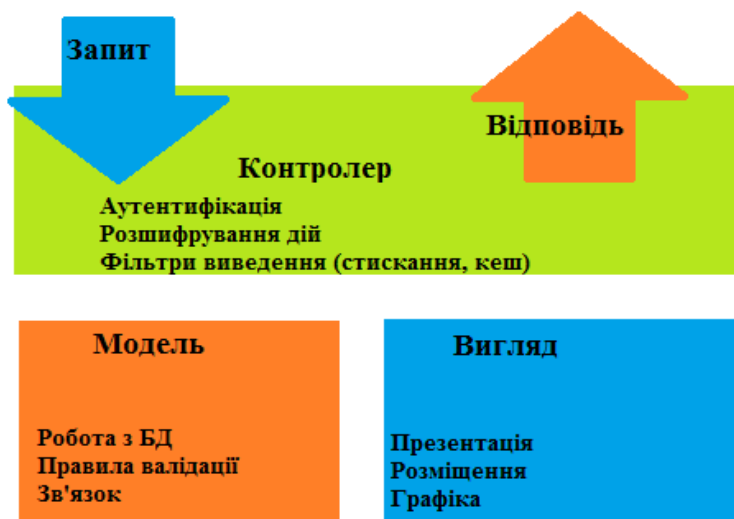 Запит
Відповідь
Контролер
Аутентифікація
Розшифрування дій
Фільтри виведення (стискання, кеш)
Модель
Робота з БД
Правила валідації
Зв'язок
Вигляд
Презентація
Розміщення
Графіка